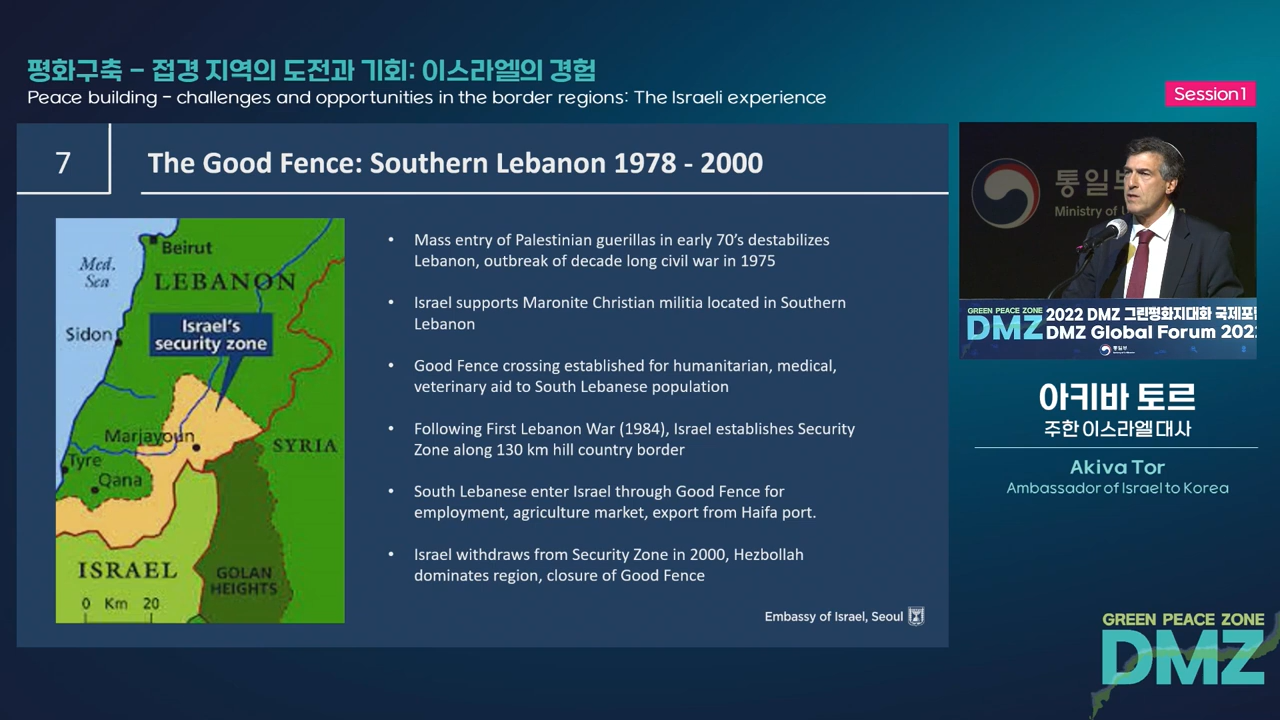 평화구축 – 접경 지역의 도전과 기회: 이스라엘의 경험
Peace building – challenges and opportunities in the border regions: The Israeli experience
Session1
7
The Good Fence: Southern Lebanon 1978 - 2000
Beirut
Med.
Sea
LEBANON
Sidon
Israel's
security zone
Marjayoun
SYRIA
Tyre
Qana
ISRAEL
GOLAN
HEIGHTS
0 Km 20
• Mass entry of Palestinian guerillas in early 70's destabilizes
Lebanon, outbreak of decade long civil war in 1975
• Israel supports Maronite Christian militia located in Southern
Lebanon
• Good Fence crossing established for humanitarian, medical,
veterinary aid to South Lebanese population
• Following First Lebanon War (1984), Israel establishes Security
Zone along 130 km hill country border
• South Lebanese enter Israel through Good Fence for
employment, agriculture market, export from Haifa port.
• Israel withdraws from Security Zone in 2000, Hezbollah
dominates region, closure of Good Fence
Embassy of Israel, Seoul
통일부
Ministry of
GREEN PEACE ZONE
DMZ
2022 DMZ 그린평화지대화 국제포
DMZ Global Forum 202
통일부
아키바 토르
주한 이스라엘 대사
Akiva Tor
Ambassador of Israel to Korea
GREEN PEACE ZONE
DMZ